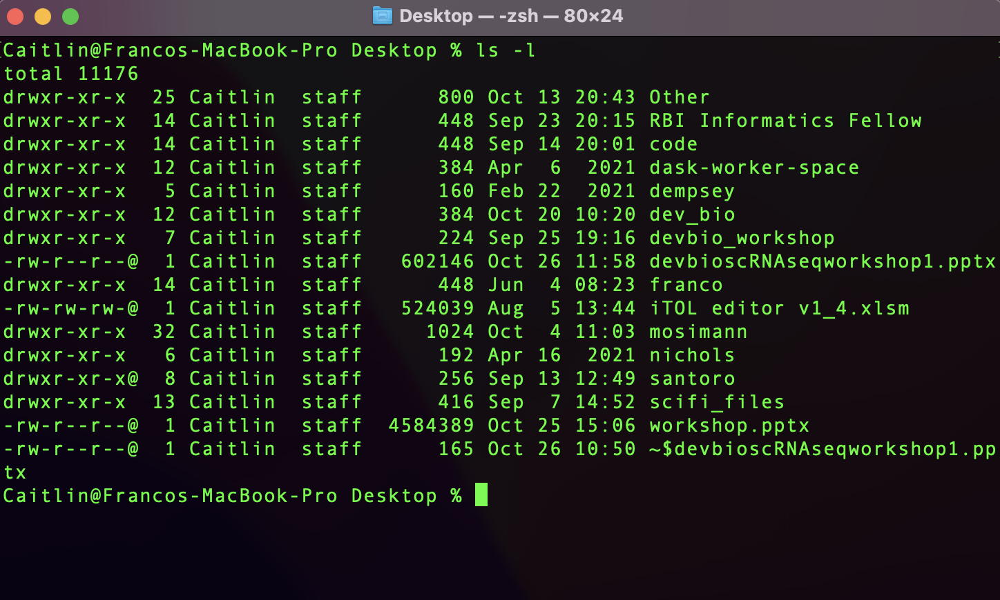 Desktop — -zsh — 80×24
Caitlin@Francos-MacBook-Pro Desktop % ls -l
total 11176
drwxr-xr-x  25 Caitlin  staff      800 Oct 13 20:43 Other
drwxr-xr-x  14 Caitlin  staff      448 Sep 23 20:15 RBI Informatics Fellow
drwxr-xr-x  14 Caitlin  staff      448 Sep 14 20:01 code
drwxr-xr-x  12 Caitlin  staff      384 Apr  6  2021 dask-worker-space
drwxr-xr-x   5 Caitlin  staff      160 Feb 22  2021 dempsey
drwxr-xr-x  12 Caitlin  staff      384 Oct 20 10:20 dev_bio
drwxr-xr-x   7 Caitlin  staff      224 Sep 25 19:16 devbio_workshop
-rw-r--r--@  1 Caitlin  staff   602146 Oct 26 11:58 devbioscRNAseqworkshop1.pptx
drwxr-xr-x  14 Caitlin  staff      448 Jun  4 08:23 franco
-rw-rw-rw-@  1 Caitlin  staff   524039 Aug  5 13:44 iTOL editor v1_4.xlsm
drwxr-xr-x  32 Caitlin  staff     1024 Oct  4 11:03 mosimann
drwxr-xr-x   6 Caitlin  staff      192 Apr 16  2021 nichols
drwxr-xr-x@  8 Caitlin  staff      256 Sep 13 12:49 santoro
drwxr-xr-x  13 Caitlin  staff      416 Sep  7 14:52 scifi_files
-rw-r--r--@  1 Caitlin  staff  4584389 Oct 25 15:06 workshop.pptx
-rw-r--r--@  1 Caitlin  staff      165 Oct 26 10:50 ~$devbioscRNAseqworkshop1.pp
tx
Caitlin@Francos-MacBook-Pro Desktop %